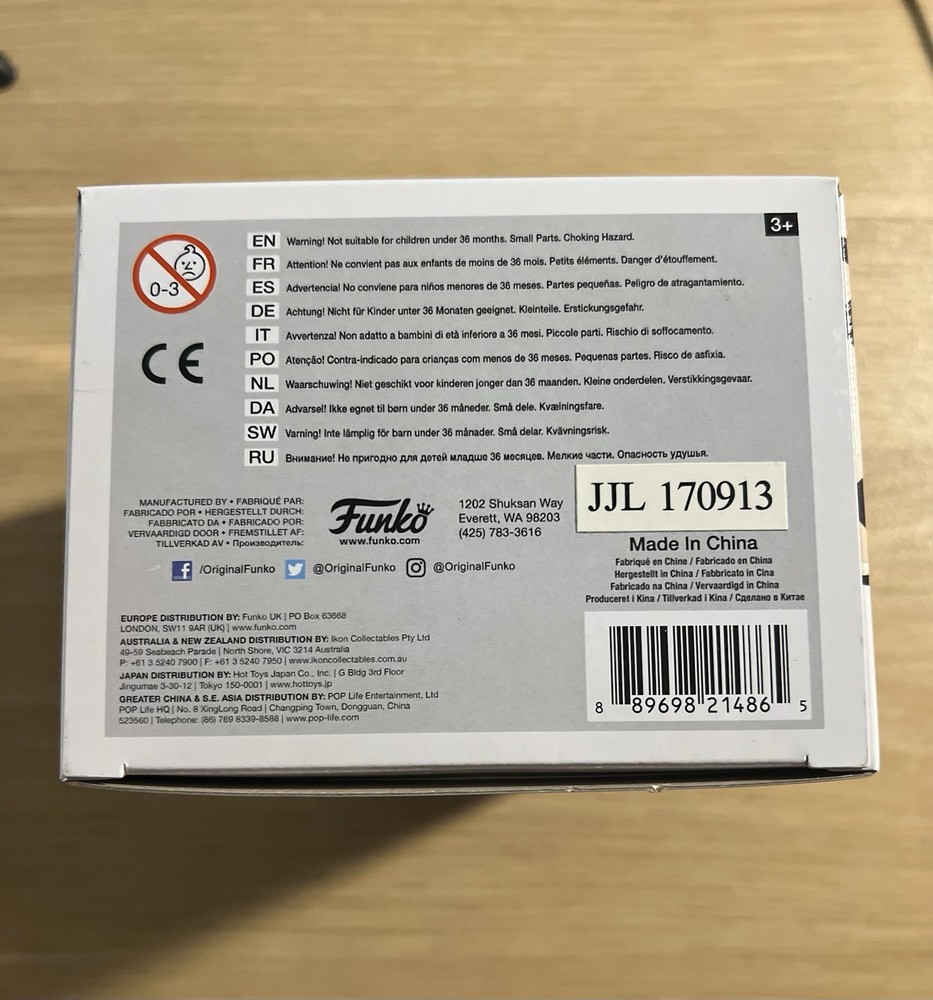 3+
0-3
EN Warning! Not suitable for children under 36 months. Small Parts. Choking Hazard.
FR Attention! Ne convient pas aux enfants de moins de 36 mois. Petits éléments. Danger d'étouffement.
ES Advertencia! No conviene para niños menores de 36 meses. Partes pequeñas. Peligro de atragantamiento.
DE Achtung! Nicht für Kinder unter 36 Monaten geeignet. Kleinteile. Erstickungsgefahr.
IT Avvertenza! Non adatto a bambini di età inferiore a 36 mesi. Piccole parti. Rischio di soffocamento.
PO Atenção! Contra-indicado para crianças com menos de 36 meses. Pequenas partes. Risco de asfixia.
NL Waarschuwing! Niet geschikt voor kinderen jonger dan 36 maanden. Kleine onderdelen. Verstikkingsgevaar.
DA Advarsel! Ikke egnet til børn under 36 måneder. Små dele. Kvælningsfare.
SW Varning! Inte lämplig för barn under 36 månader. Små delar. Kvävningsrisk.
RU Внимание! Не пригодно для детей младше 36 месяцев. Мелкие части. Опасность удушья.
CE
MANUFACTURED BY • FABRIQUÉ PAR:
FABRICADO POR • HERGESTELLT DURCH:
FABBRICATO DA • FABRICADO POR:
VERVAARDIGD DOOR • FREMSTILLET AF:
TILLVERKAD AV • Производитель:
Funko
www.funko.com
1202 Shuksan Way
Everett, WA 98203
(425) 783-3616
JJL 170913
/OriginalFunko @OriginalFunko @OriginalFunko
Made In China
Fabriqué en Chine / Fabricado en China
Hergestellt in China / Fabbricato in Cina
Fabricado na China / Vervaardigd in China
Produceret i Kina / Tillverkad i Kina / Сделано в Китае
EUROPE DISTRIBUTION BY: Funko UK | PO Box 63668
LONDON, SW11 9AR (UK) | www.funko.com
AUSTRALIA & NEW ZEALAND DISTRIBUTION BY: Ikon Collectables Pty Ltd
49-59 Seabeach Parade | North Shore, VIC 3214 Australia
P: +61 3 5240 7900 | F: +61 3 5240 7950 | www.ikoncollectables.com.au
JAPAN DISTRIBUTION BY: Hot Toys Japan Co., Inc. | G Bldg 3rd Floor
Jingumae 3-30-12 | Tokyo 150-0001 | www.hottoys.jp
GREATER CHINA & S.E. ASIA DISTRIBUTION BY: POP Life Entertainment, Ltd
POP Life HQ | No. 8 XingLong Road | Changping Town, Dongguan, China
523560 | Telephone: (86) 769 8339-8588 | www.pop-life.com
8 89698 21486 5